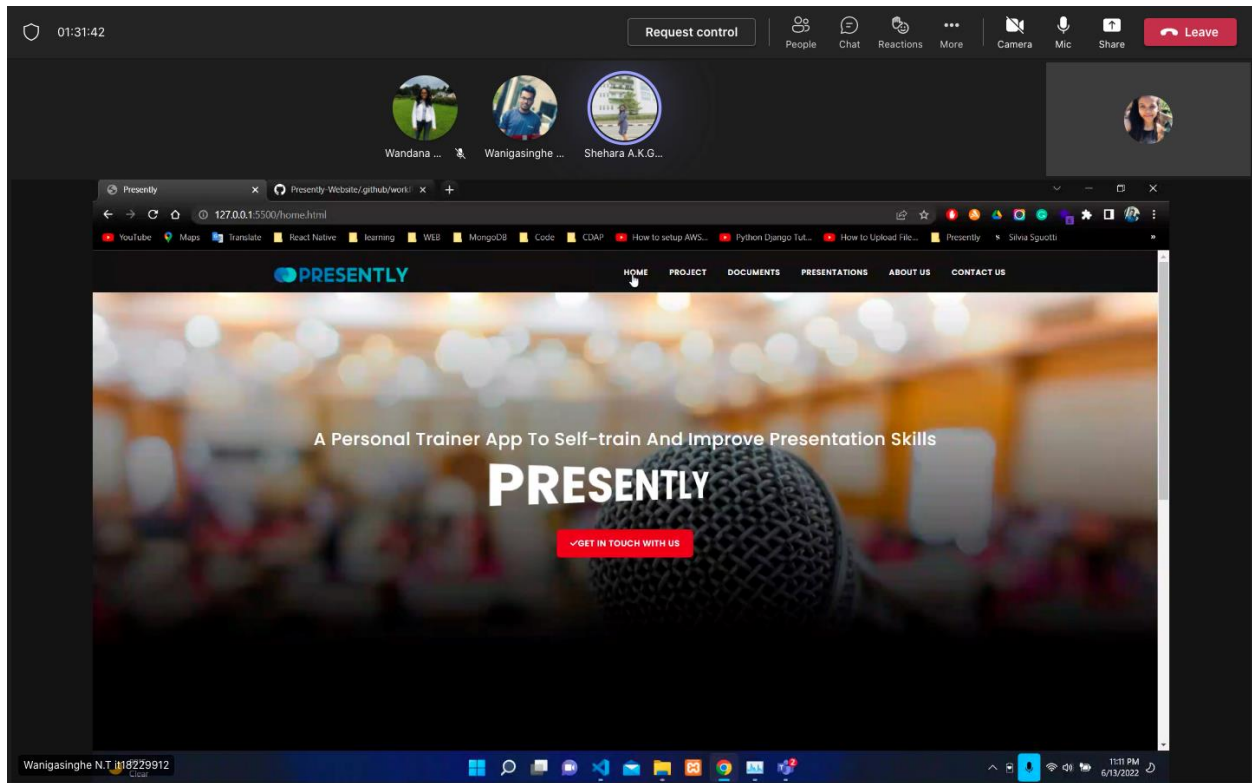 01:31:42
Request control
People
Chat
Reactions
More
Camera
Mic
Share
Leave
Wandana ...
Wanigasinghe ...
Shehara A.K.G...
Presently
Presently-Website/.github/workf
127.0.0.1:5500/home.html
YouTube
Maps
Translate
React Native
learning
WEB
MongoDB
Code
CDAP
How to setup AWS...
Python Django Tut...
How to Upload File...
Presently
Silvia Sguotti
PRESENTLY
HOME
PROJECT
DOCUMENTS
PRESENTATIONS
ABOUT US
CONTACT US
A Personal Trainer App To Self-train And Improve Presentation Skills
PRESENTLY
GET IN TOUCH WITH US
Wanigasinghe N.T it18229912
Clear
2
11:11 PM
6/13/2022